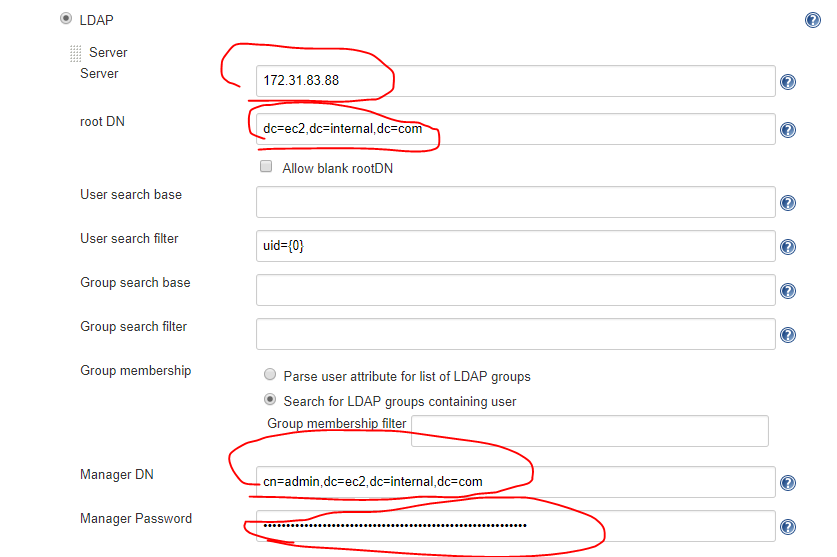 LDAP
Server
Server
172.31.83.88
root DN
dc=ec2,dc=internal,dc=com
Allow blank rootDN
User search base
User search filter
uid={0}
Group search base
Group search filter
Group membership
Parse user attribute for list of LDAP groups
Search for LDAP groups containing user
Group membership filter
Manager DN
cn=admin,dc=ec2,dc=internal,dc=com
Manager Password